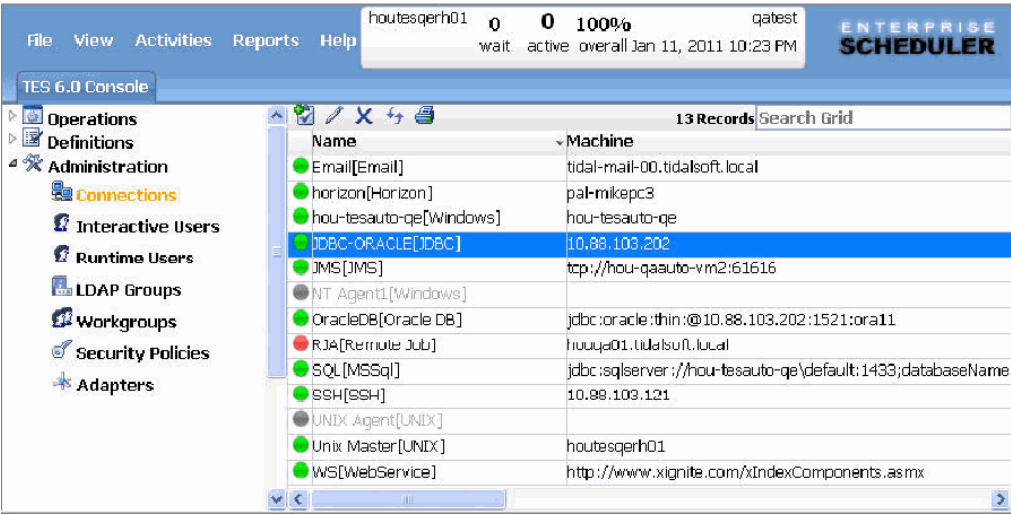 houtesqerh01 0 0 100% qatest
File View Activities Reports Help wait active overall Jan 11, 2011 10:23 PM
ENTERPRISE
SCHEDULER
TES 6.0 Console
Operations
Definitions
Administration
Connections
Interactive Users
Runtime Users
LDAP Groups
Workgroups
Security Policies
Adapters
13 Records Search Grid
Name Machine
Email[Email] tidal-mail-00.tidalsoft.local
horizon[Horizon] pal-mikepc3
hou-tesauto-qe[Windows] hou-tesauto-qe
JDBC-ORACLE[JDBC] 10.88.103.202
JMS[JMS] tcp://hou-qaauto-vm2:61616
NT Agent1[Windows]
OracleDB[Oracle DB] jdbc:oracle:thin:@10.88.103.202:1521:ora11
RJA[Remote Job] houqa01.tidalsoft.local
SQL[MSSql] jdbc:sqlserver://hou-tesauto-qe\default:1433;databaseName
SSH[SSH] 10.88.103.121
UNIX Agent[UNIX]
Unix Master[UNIX] houtesqerh01
WS[WebService] http://www.xignite.com/xIndexComponents.asmx